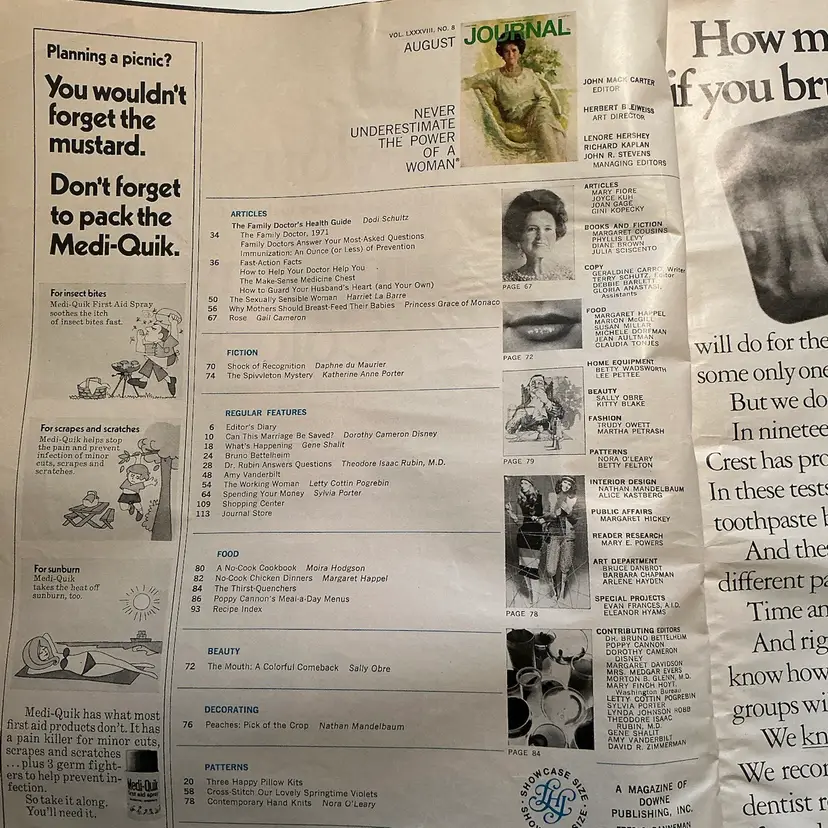 Planning a picnic?
You wouldn't
forget the
mustard.
Don't forget
to pack the
Medi-Quik.
For insect bites
Medi-Quik First Aid Spray
soothes the itch
of insect bites fast.
For scrapes and scratches
Medi-Quik helps stop
the pain and prevent
infection of minor
cuts, scrapes and
scratches.
For sunburn
Medi-Quik
takes the heat off
sunburn, too.
Medi-Quik has what most
first aid products don't. It has
a pain killer for minor cuts,
scrapes and scratches
...plus 3 germ fight-
ers to help prevent in-
fection.
So take it along.
You'll need it.
Medi-Quik
VOL. LXXXVIII, NO. 8
AUGUST
JOURNAL
NEVER
UNDERESTIMATE
THE POWER
OF A
WOMAN
ARTICLES
The Family Doctor's Health Guide Dodi Schultz
34 The Family Doctor, 1971
Family Doctors Answer Your Most-Asked Questions
Immunization: An Ounce (or Less) of Prevention
36 Fast-Action Facts
How to Help Your Doctor Help You
The Make-Sense Medicine Chest
How to Guard Your Husband's Heart (and Your Own)
50 The Sexually Sensible Woman Harriet La Barre
56 Why Mothers Should Breast-Feed Their Babies Princess Grace of Monaco
67 Rose Gail Cameron
FICTION
70 Shock of Recognition Daphne du Maurier
74 The Spivvleton Mystery Katherine Anne Porter
REGULAR FEATURES
6 Editor's Diary
10 Can This Marriage Be Saved? Dorothy Cameron Disney
18 What's Happening Gene Shalit
24 Bruno Bettelheim
28 Dr. Rubin Answers Questions Theodore Isaac Rubin, M.D.
48 Amy Vanderbilt
54 The Working Woman Letty Cottin Pogrebin
64 Spending Your Money Sylvia Porter
109 Shopping Center
113 Journal Store
FOOD
80 A No-Cook Cookbook Moira Hodgson
82 No-Cook Chicken Dinners Margaret Happel
84 The Thirst-Quenchers
86 Poppy Cannon's Meal-a-Day Menus
93 Recipe Index
BEAUTY
72 The Mouth: A Colorful Comeback Sally Obre
DECORATING
76 Peaches: Pick of the Crop Nathan Mandelbaum
PATTERNS
20 Three Happy Pillow Kits
58 Cross-Stitch Our Lovely Springtime Violets
78 Contemporary Hand Knits Nora O'Leary
PAGE 67
PAGE 72
PAGE 79
PAGE 78
PAGE 84
SHOWCASE SIZE
LHJ
JOHN MACK CARTER
EDITOR
HERBERT BLEIWEISS
ART DIRECTOR
LENORE HERSHEY
RICHARD KAPLAN
JOHN R. STEVENS
MANAGING EDITORS
ARTICLES
MARY FIORE
JOYCE KUH
JOAN GAGE
GINI KOPECKY
BOOKS AND FICTION
MARGARET COUSINS
PHYLLIS LEVY
DIANE BROWN
JULIA SCISCENTO
COPY
GERALDINE CARRO, Writer
TERRY SCHUTZ, Editor
DEBBIE BARLETT,
GLORIA ANASTASI,
Assistants
FOOD
MARGARET HAPPEL
MARION McGILL
SUSAN MILLAR
MICHELE DORFMAN
JEAN AULTMAN
CLAUDIA TONJES
HOME EQUIPMENT
BETTY WADSWORTH
LEE PETTEE
BEAUTY
SALLY OBRE
KITTY BLAKE
FASHION
TRUDY OWETT
MARTHA PETRASH
PATTERNS
NORA O'LEARY
BETTY FELTON
INTERIOR DESIGN
NATHAN MANDELBAUM
ALICE KASTBERG
PUBLIC AFFAIRS
MARGARET HICKEY
READER RESEARCH
MARY E. POWERS
ART DEPARTMENT
BRUCE DANBROT
BARBARA CHAPMAN
ARLENE HAYDEN
SPECIAL PROJECTS
EVAN FRANCES, A.I.D.
ELEANOR HYAMS
CONTRIBUTING EDITORS
DR. BRUNO BETTELHEIM
POPPY CANNON
DOROTHY CAMERON
DISNEY
MARGARET DAVIDSON
MRS. MEDGAR EVERS
MORTON B. GLENN, M.D.
MARY FINCH HOYT,
Washington Bureau
LETTY COTTIN POGREBIN
SYLVIA PORTER
LYNDA JOHNSON ROBB
THEODORE ISAAC
RUBIN, M.D.
GENE SHALIT
AMY VANDERBILT
DAVID R. ZIMMERMAN
A MAGAZINE OF
DOWNE
PUBLISHING, INC.
How m
if you bru
will do for the
some only one
But we do
In ninetee
Crest has pro
In these tests
toothpaste h
And thes
different pa
Time an
And rig
know how
groups wi
We kn
We recor
dentist r